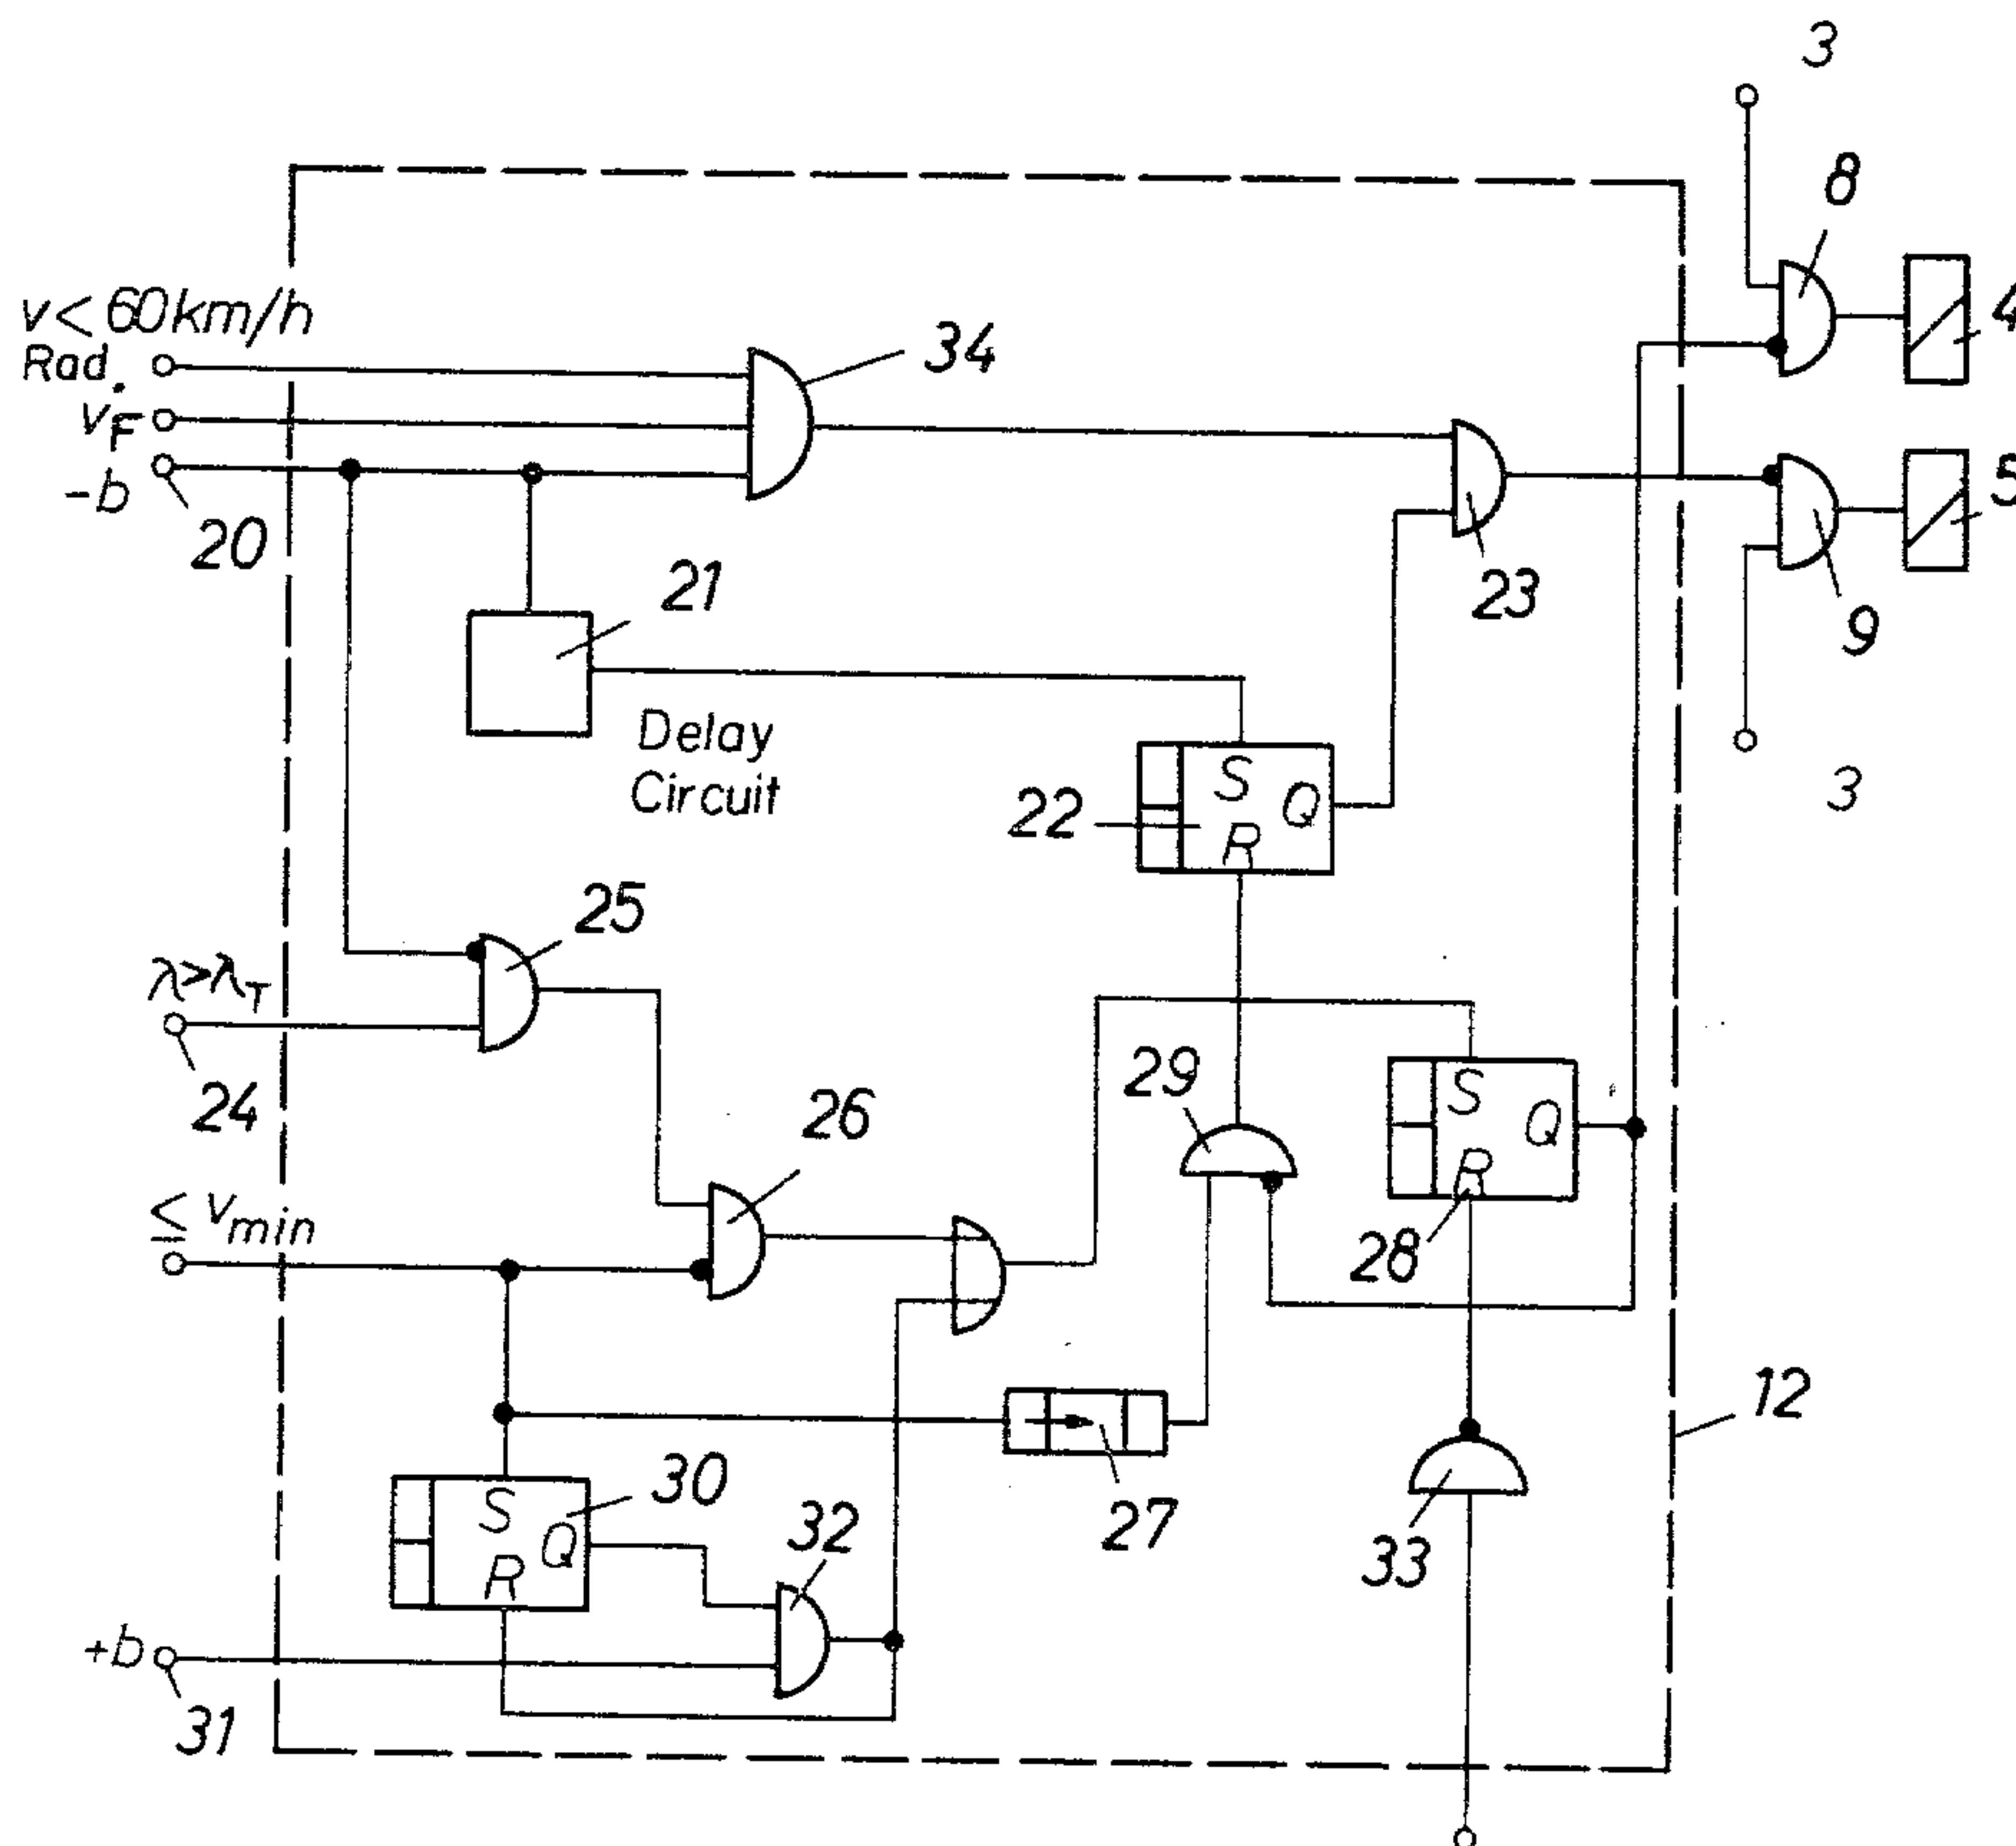 3
8
4
v< 60km/h
Rad.
34
v̇F
-b
20
5
23
9
21
Delay
Circuit
3
S
Q
R
22
25
λ>λT
24
29
26
S
Q
R
28
≤ vmin
12
30
S
Q
R
32
27
33
+b
31